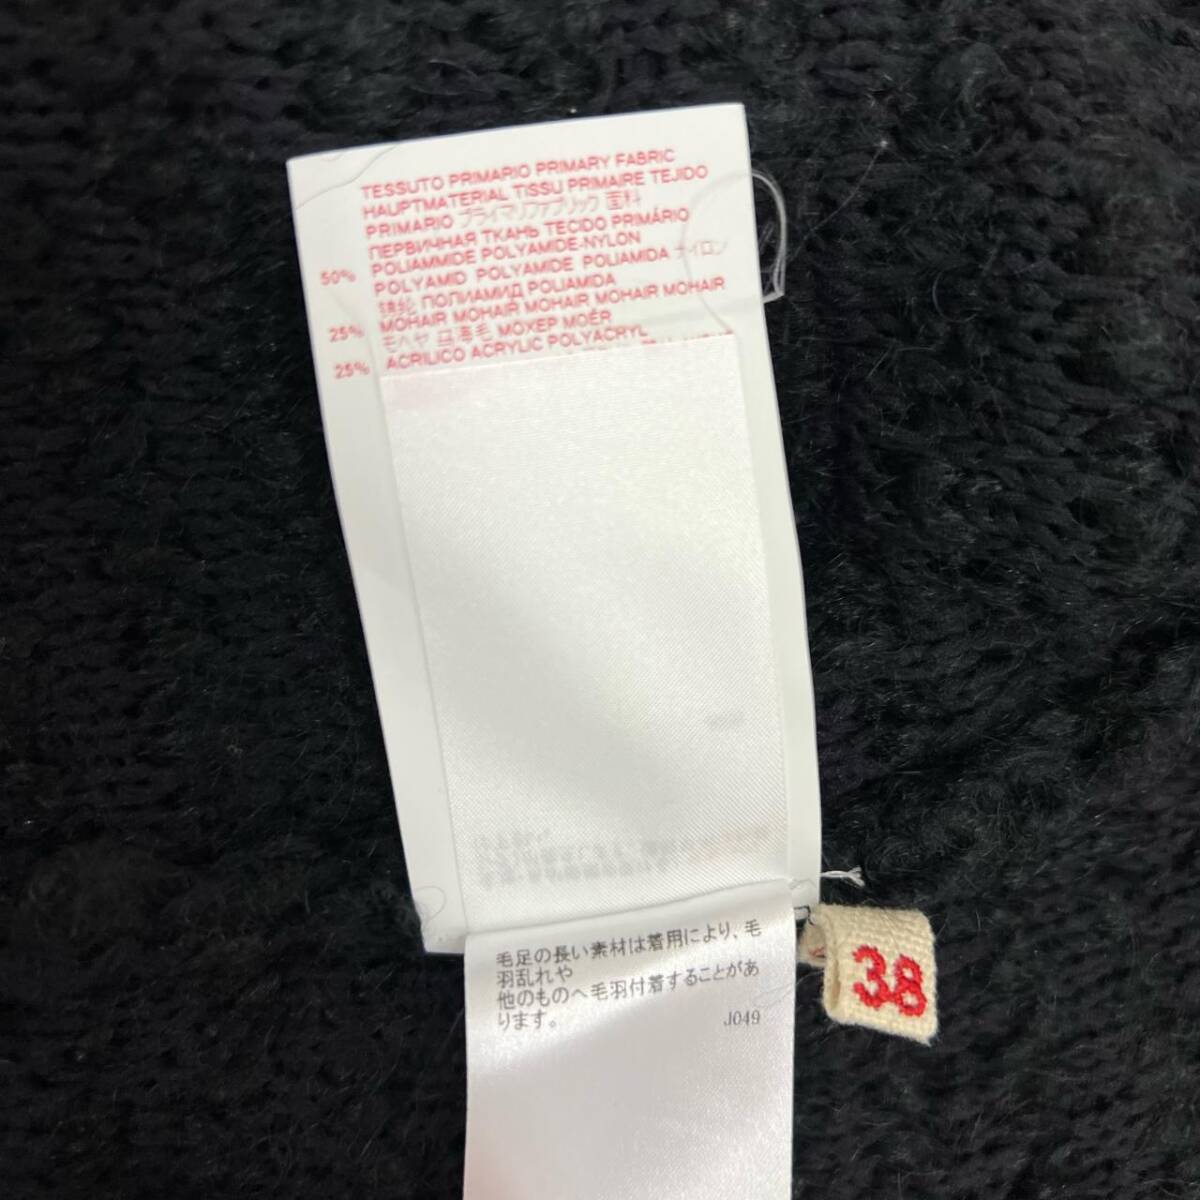 TESSUTO PRIMARIO PRIMARY FABRIC
HAUPTMATERIAL TISSU PRIMAIRE TEJIDO
PRIMARIO プライマリファブリック 面料
ПЕРВИЧНАЯ ТКАНЬ TECIDO PRIMÁRIO
50% POLIAMMIDE POLYAMIDE-NYLON
POLYAMID POLYAMIDE POLIAMIDA ナイロン
锦纶 ПОЛИАМИД POLIAMIDA
25% MOHAIR MOHAIR MOHAIR MOHAIR MOHAIR
モヘヤ 马海毛 МОХЕР MOÉR
25% ACRILICO ACRYLIC POLYACRYL
毛足の長い素材は着用により、毛
羽乱れや
他のものへ毛羽付着することがあ
ります。 J049
38